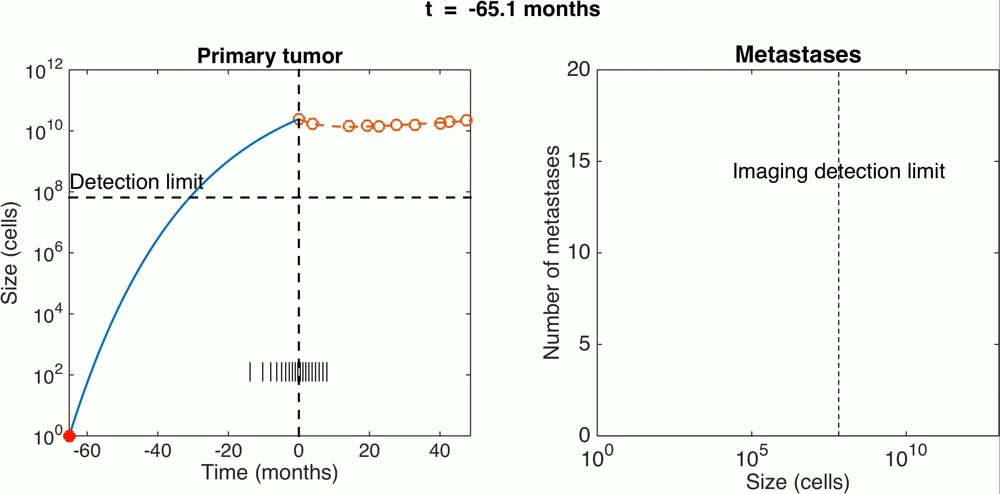 t = -65.1 months
Primary tumor
10^12
10^10
10^8
10^6
10^4
10^2
10^0
Size (cells)
Detection limit
-60 -40 -20 0 20 40
Time (months)
Metastases
20
15
10
5
0
Number of metastases
Imaging detection limit
10^0 10^5 10^10
Size (cells)